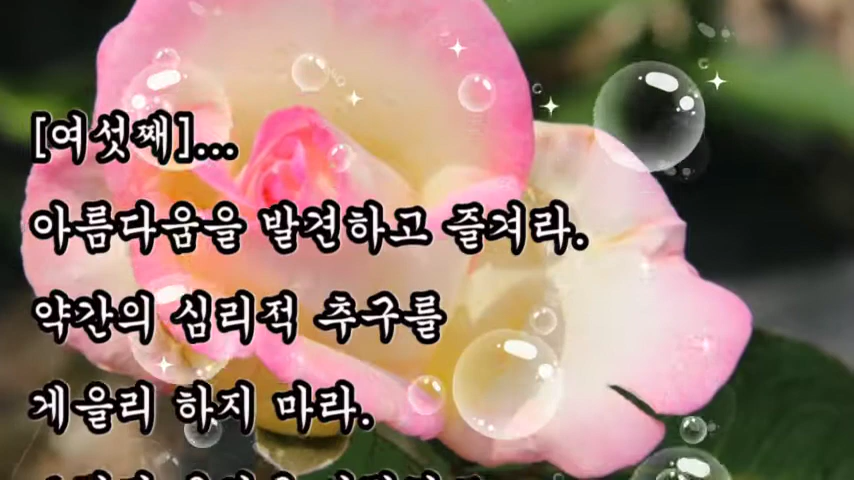 [여섯째]...
아름다움을 발견하고 즐겨라.
약간의 심리적 추구를
게을리 하지 마라.